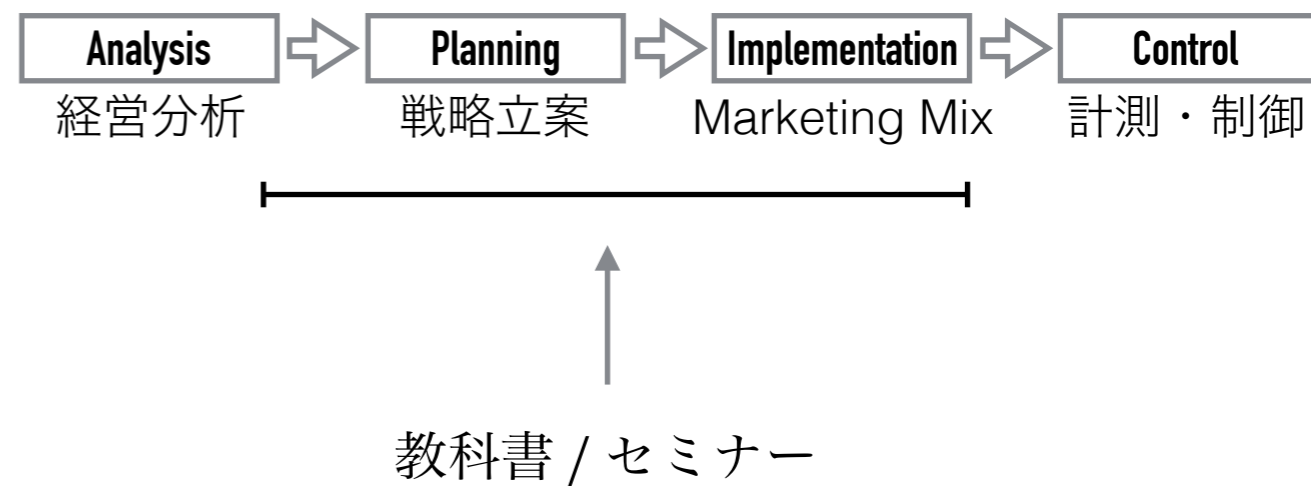 Analysis Planning Implementation Control
経営分析 戦略立案 Marketing Mix 計測・制御
教科書 / セミナー